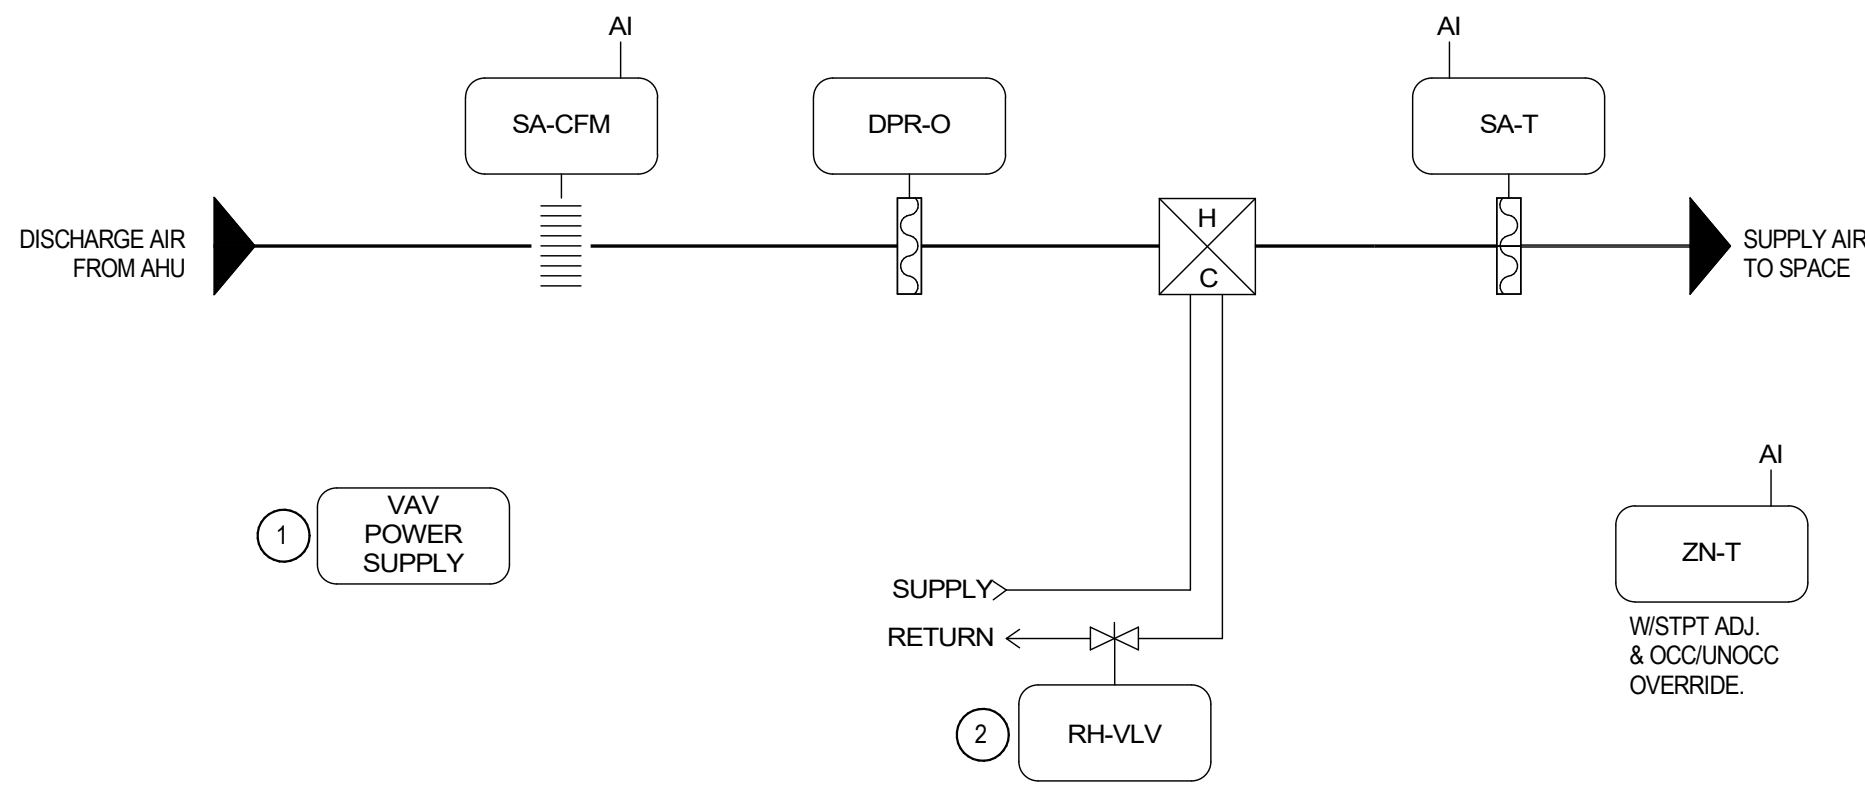 AI
AI
SA-CFM
DPR-O
SA-T
H
C
DISCHARGE AIR
FROM AHU
SUPPLY AIR
TO SPACE
AI
1
VAV
POWER
SUPPLY
ZN-T
W/STPT ADJ.
& OCC/UNOCC
OVERRIDE.
SUPPLY
RETURN
2
RH-VLV